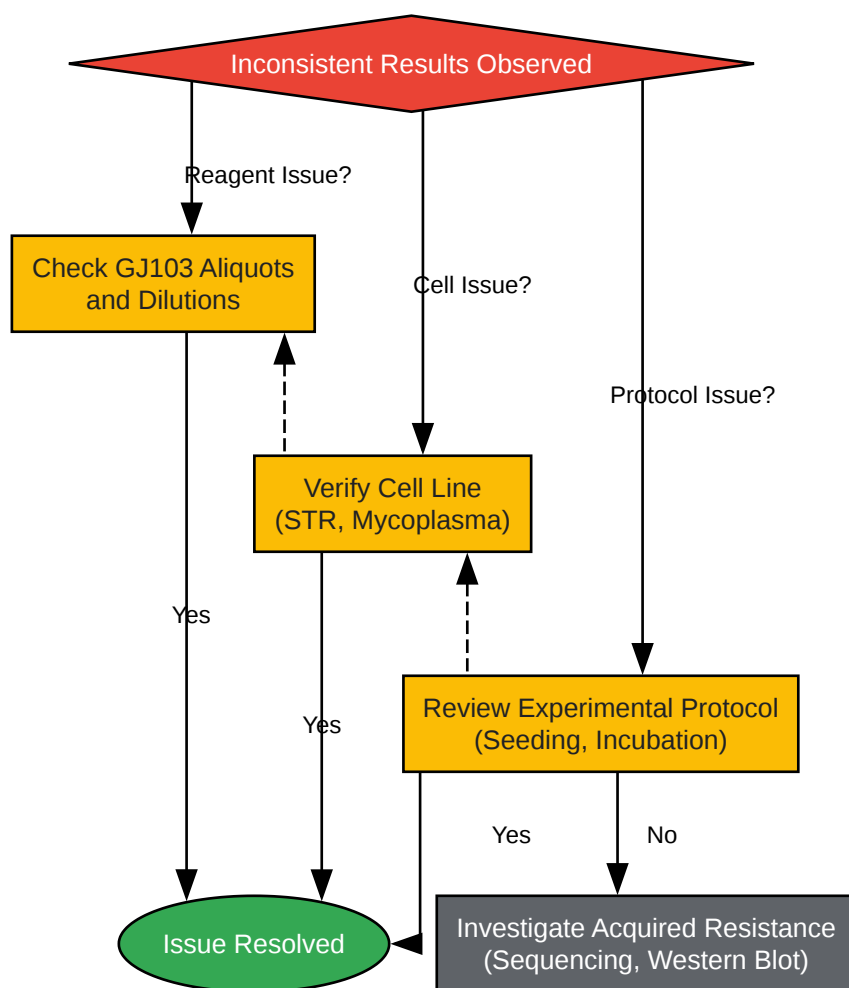 Inconsistent Results Observed
Reagent Issue?
Check GJ103 Aliquots
and Dilutions
Cell Issue?
Protocol Issue?
Verify Cell Line
(STR, Mycoplasma)
Yes
Review Experimental Protocol
(Seeding, Incubation)
Yes
Yes
No
Issue Resolved
Investigate Acquired Resistance
(Sequencing, Western Blot)